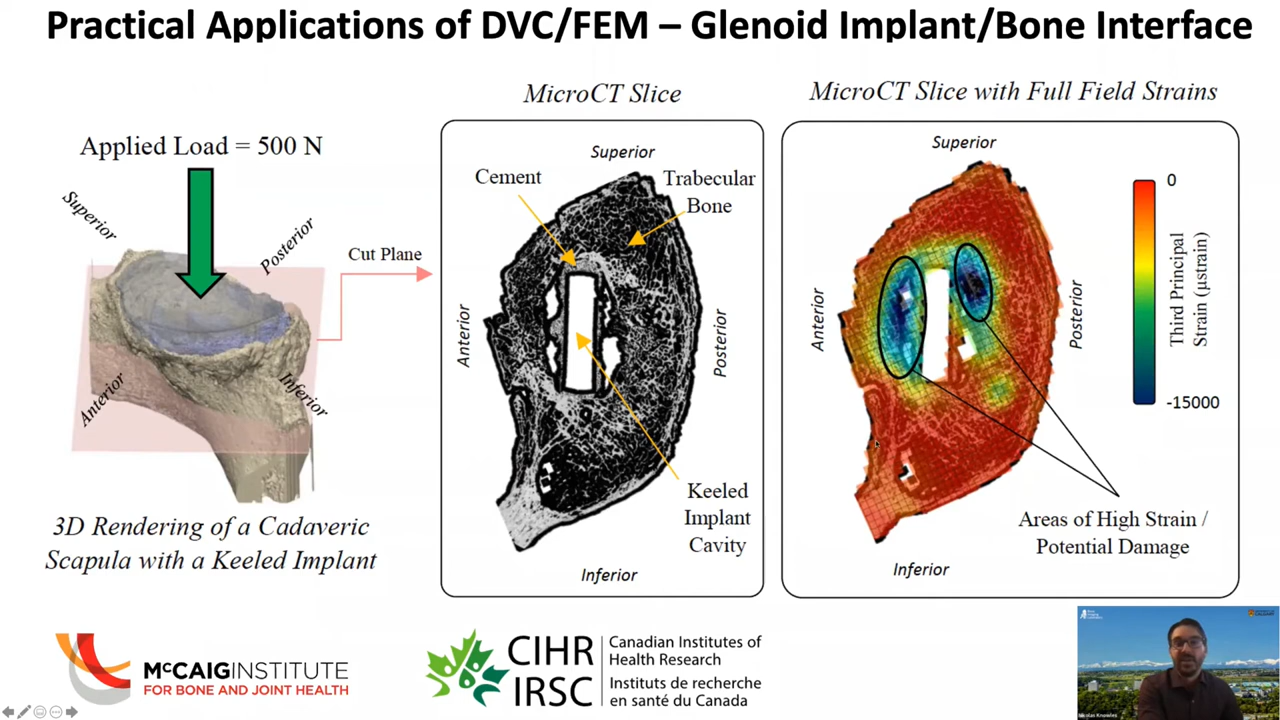 Practical Applications of DVC/FEM – Glenoid Implant/Bone Interface
Applied Load = 500 N
Superior
Posterior
Anterior
Inferior
Cut Plane
3D Rendering of a Cadaveric
Scapula with a Keeled Implant
MicroCT Slice
Superior
Cement
Trabecular
Bone
Anterior
Posterior
Keeled
Implant
Cavity
Inferior
MicroCT Slice with Full Field Strains
Superior
Anterior
Posterior
0
Third Principal
Strain (µstrain)
-15000
Areas of High Strain /
Potential Damage
Inferior
McCAIG INSTITUTE
FOR BONE AND JOINT HEALTH
CIHR
IRSC
Canadian Institutes of
Health Research
Instituts de recherche
en santé du Canada
Nicolas Knowles